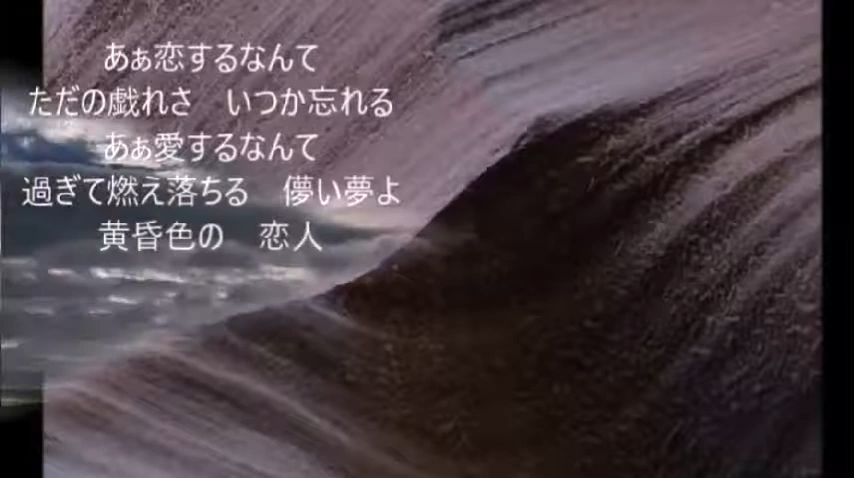 あぁ恋するなんて
ただの戯れさ　いつか忘れる
あぁ愛するなんて
過ぎて燃え落ちる　儚い夢よ
黄昏色の　恋人